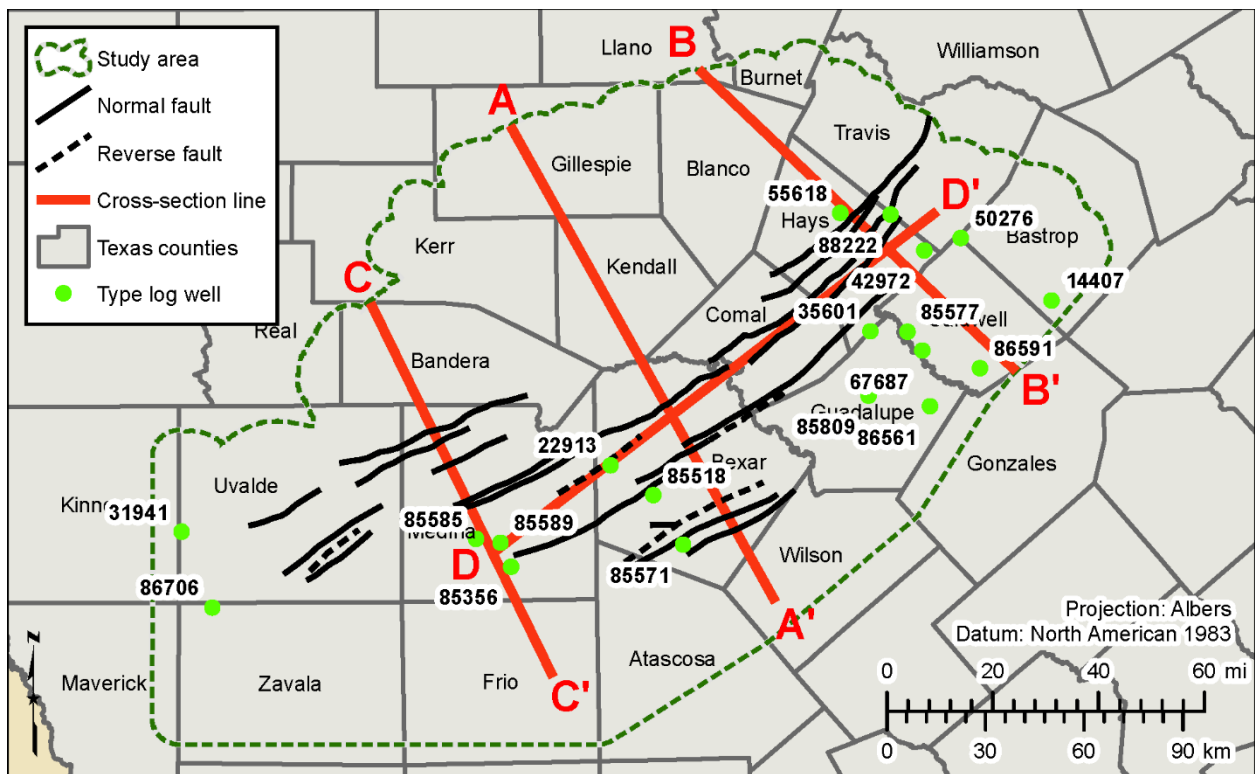 Study area
Normal fault
Reverse fault
Cross-section line
Texas counties
Type log well
Llano
B
Burnet
Williamson
A
Travis
Gillespie
Blanco
55618
Hays
D'
50276
Bastrop
Kerr
88222
Kendall
C
42972
14407
Comal
35601
85577
Real
Bandera
86591
67687
B'
Guadalupe
85809
86561
22913
Bexar
85518
Gonzales
Uvalde
31941
85585
85589
Medina
D
Wilson
85571
86706
85356
A'
Projection: Albers
Datum: North American 1983
N
Atascosa
Maverick
Zavala
Frio
C'
0 20 40 60 mi
0 30 60 90 km